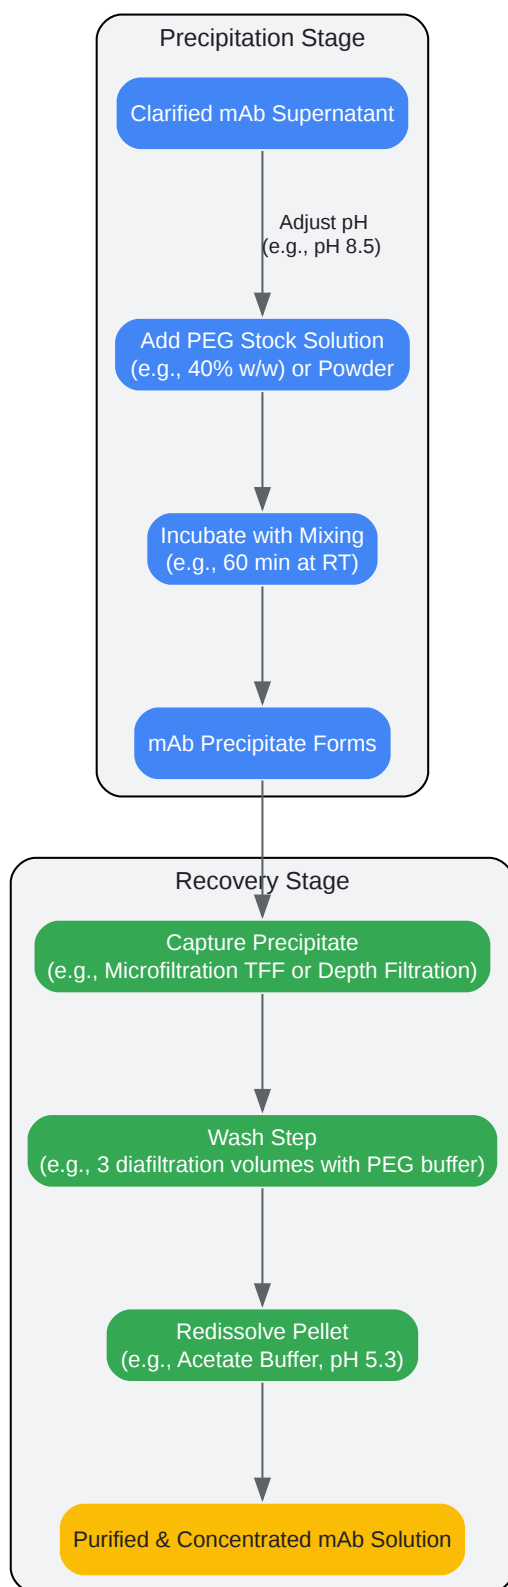 Precipitation Stage
Clarified mAb Supernatant
Adjust pH
(e.g., pH 8.5)
Add PEG Stock Solution
(e.g., 40% w/w) or Powder
Incubate with Mixing
(e.g., 60 min at RT)
mAb Precipitate Forms
Recovery Stage
Capture Precipitate
(e.g., Microfiltration TFF or Depth Filtration)
Wash Step
(e.g., 3 diafiltration volumes with PEG buffer)
Redissolve Pellet
(e.g., Acetate Buffer, pH 5.3)
Purified & Concentrated mAb Solution